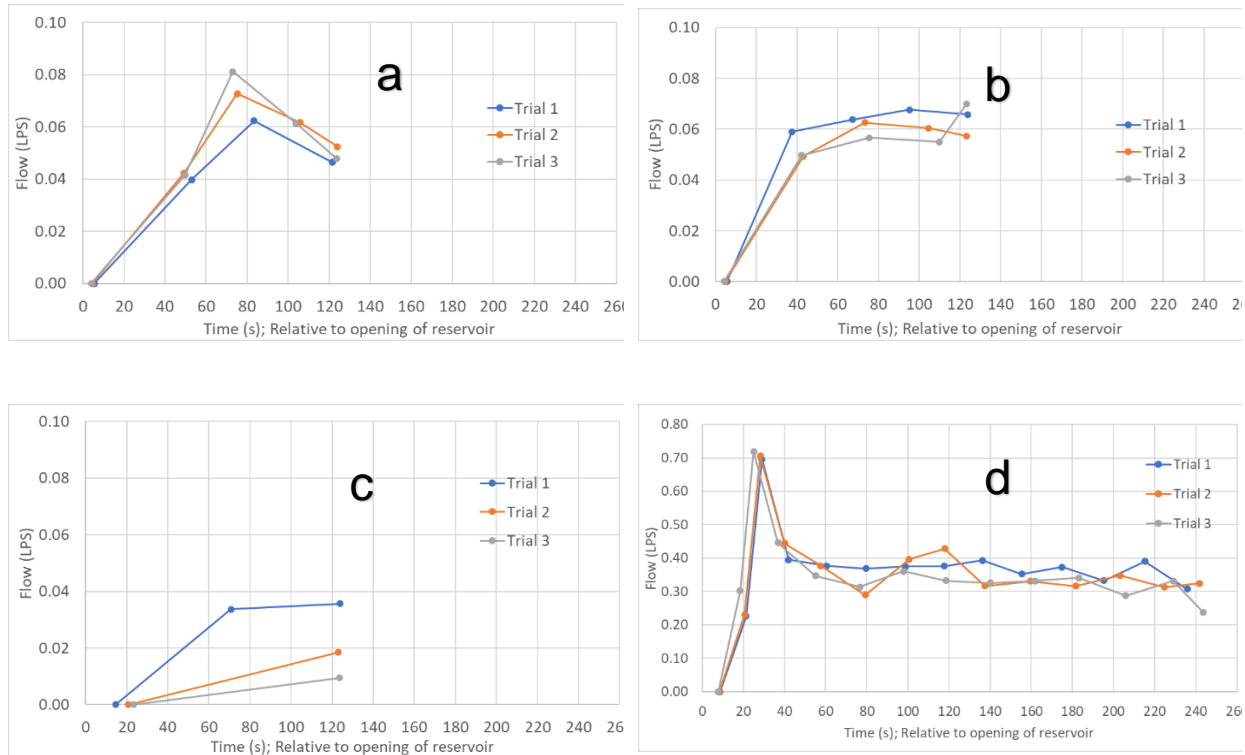 0.10
0.08
0.06
0.04
0.02
0.00
Flow (LPS)
a
Trial 1
Trial 2
Trial 3
0 20 40 60 80 100 120 140 160 180 200 220 240 260
Time (s); Relative to opening of reservoir
0.10
0.08
0.06
0.04
0.02
0.00
Flow (LPS)
b
Trial 1
Trial 2
Trial 3
0 20 40 60 80 100 120 140 160 180 200 220 240 26
Time (s); Relative to opening of reservoir
0.10
0.08
0.06
0.04
0.02
0.00
Flow (LPS)
c
Trial 1
Trial 2
Trial 3
0 20 40 60 80 100 120 140 160 180 200 220 240 260
Time (s); Relative to opening of reservoir
0.80
0.70
0.60
0.50
0.40
0.30
0.20
0.10
0.00
Flow (LPS)
d
Trial 1
Trial 2
Trial 3
0 20 40 60 80 100 120 140 160 180 200 220 240 260
Time (s); Relative to opening of reservoir